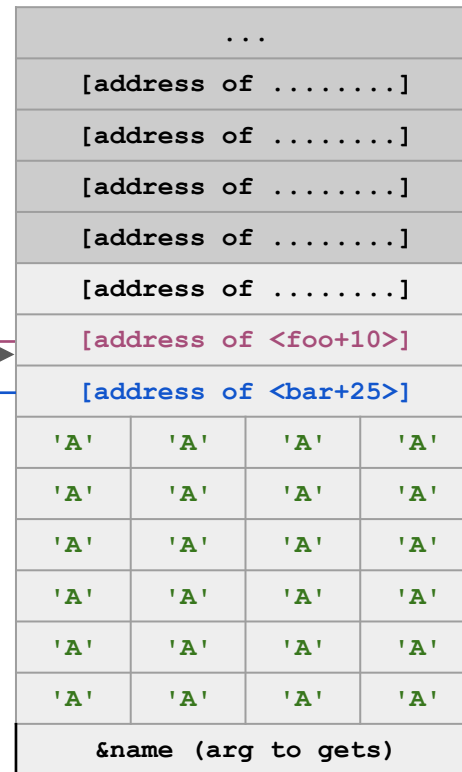 ...
[address of ........]
[address of ........]
[address of ........]
[address of ........]
[address of ........]
[address of <foo+10>]
[address of <bar+25>]
'A' 'A' 'A' 'A'
'A' 'A' 'A' 'A'
'A' 'A' 'A' 'A'
'A' 'A' 'A' 'A'
'A' 'A' 'A' 'A'
'A' 'A' 'A' 'A'
&name (arg to gets)